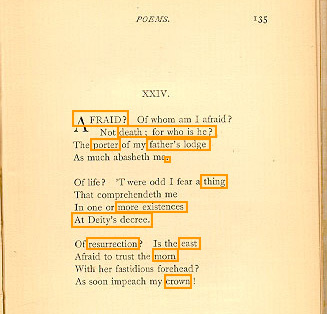 POEMS. 135
XXIV.
AFRAID? Of whom am I afraid?
Not death; for who is he?
The porter of my father's lodge
As much abasheth me.
Of life? 'T were odd I fear a thing
That comprehendeth me
In one or more existences
At Deity's decree.
Of resurrection? Is the east
Afraid to trust the morn
With her fastidious forehead?
As soon impeach my crown!